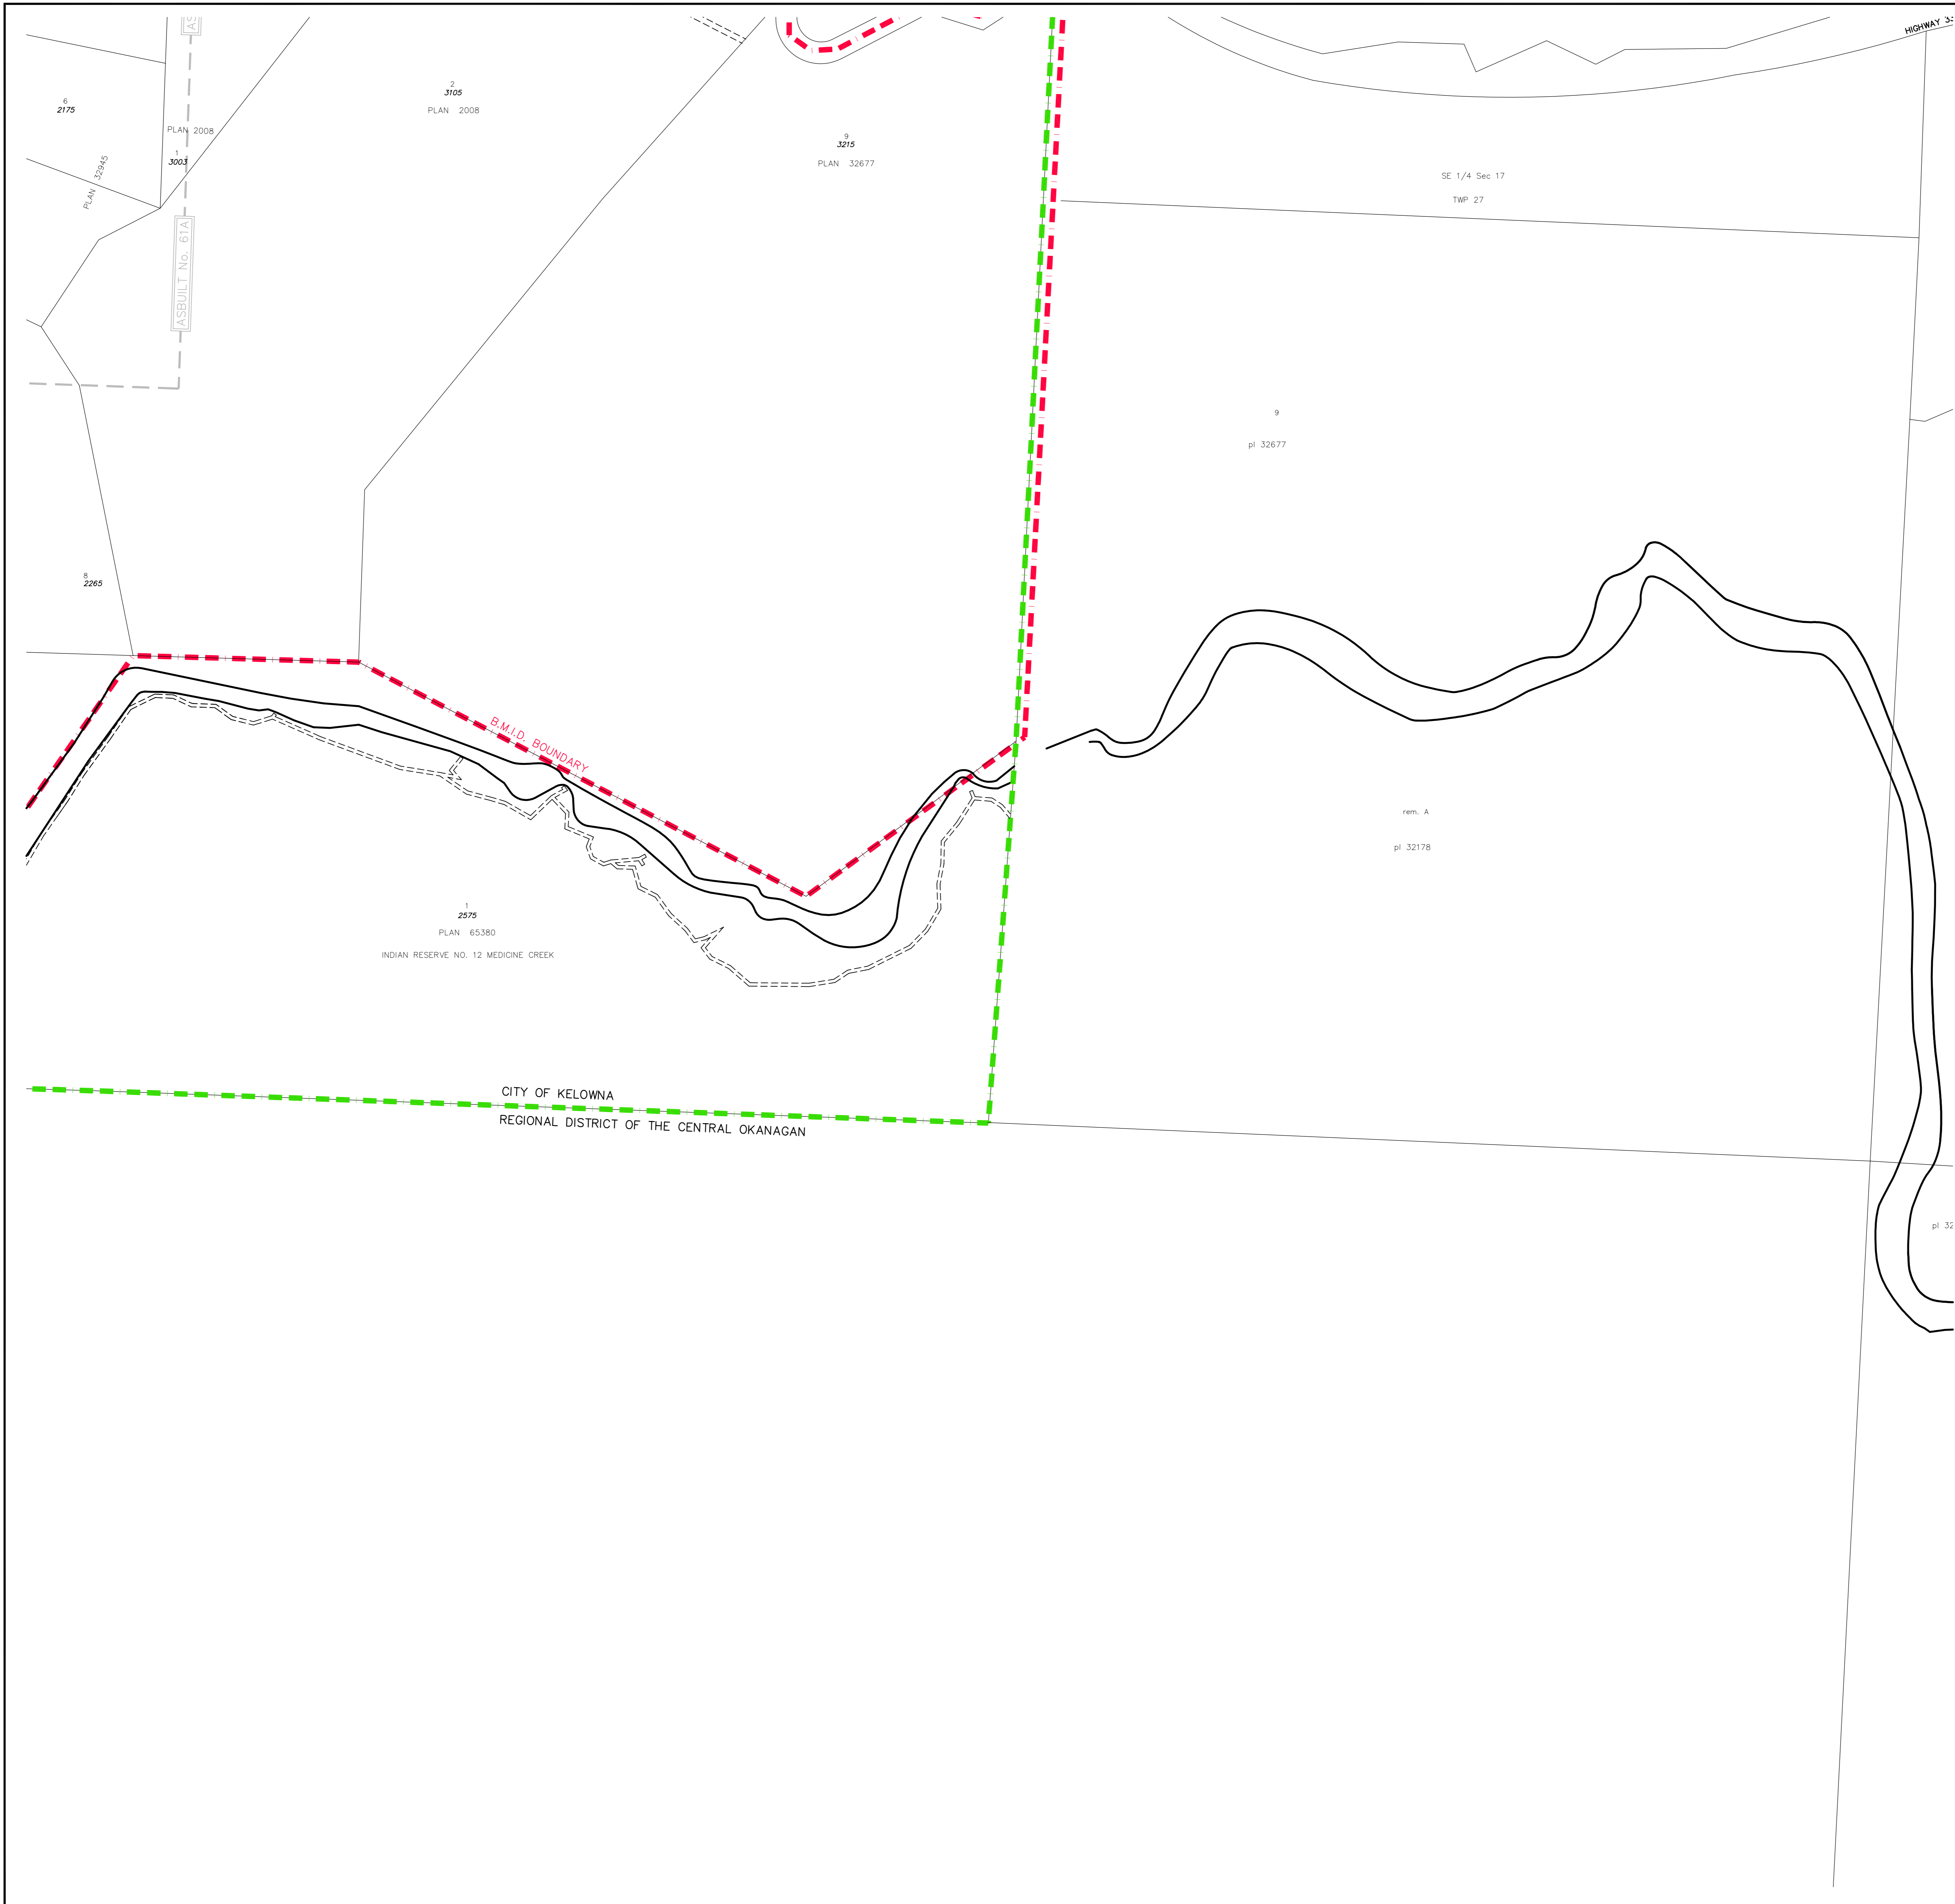 HIGHWAY 33
6
2175
PLAN 2008
1
3003
PLAN 32945
ASBUILT No. 61A
2
3105
PLAN 2008
9
3215
PLAN 32677
SE 1/4 Sec 17
TWP 27
9
pl 32677
8
2265
B.M.I.D. BOUNDARY
rem. A
pl 32178
1
2575
PLAN 65380
INDIAN RESERVE NO. 12 MEDICINE CREEK
CITY OF KELOWNA
REGIONAL DISTRICT OF THE CENTRAL OKANAGAN
pl 32